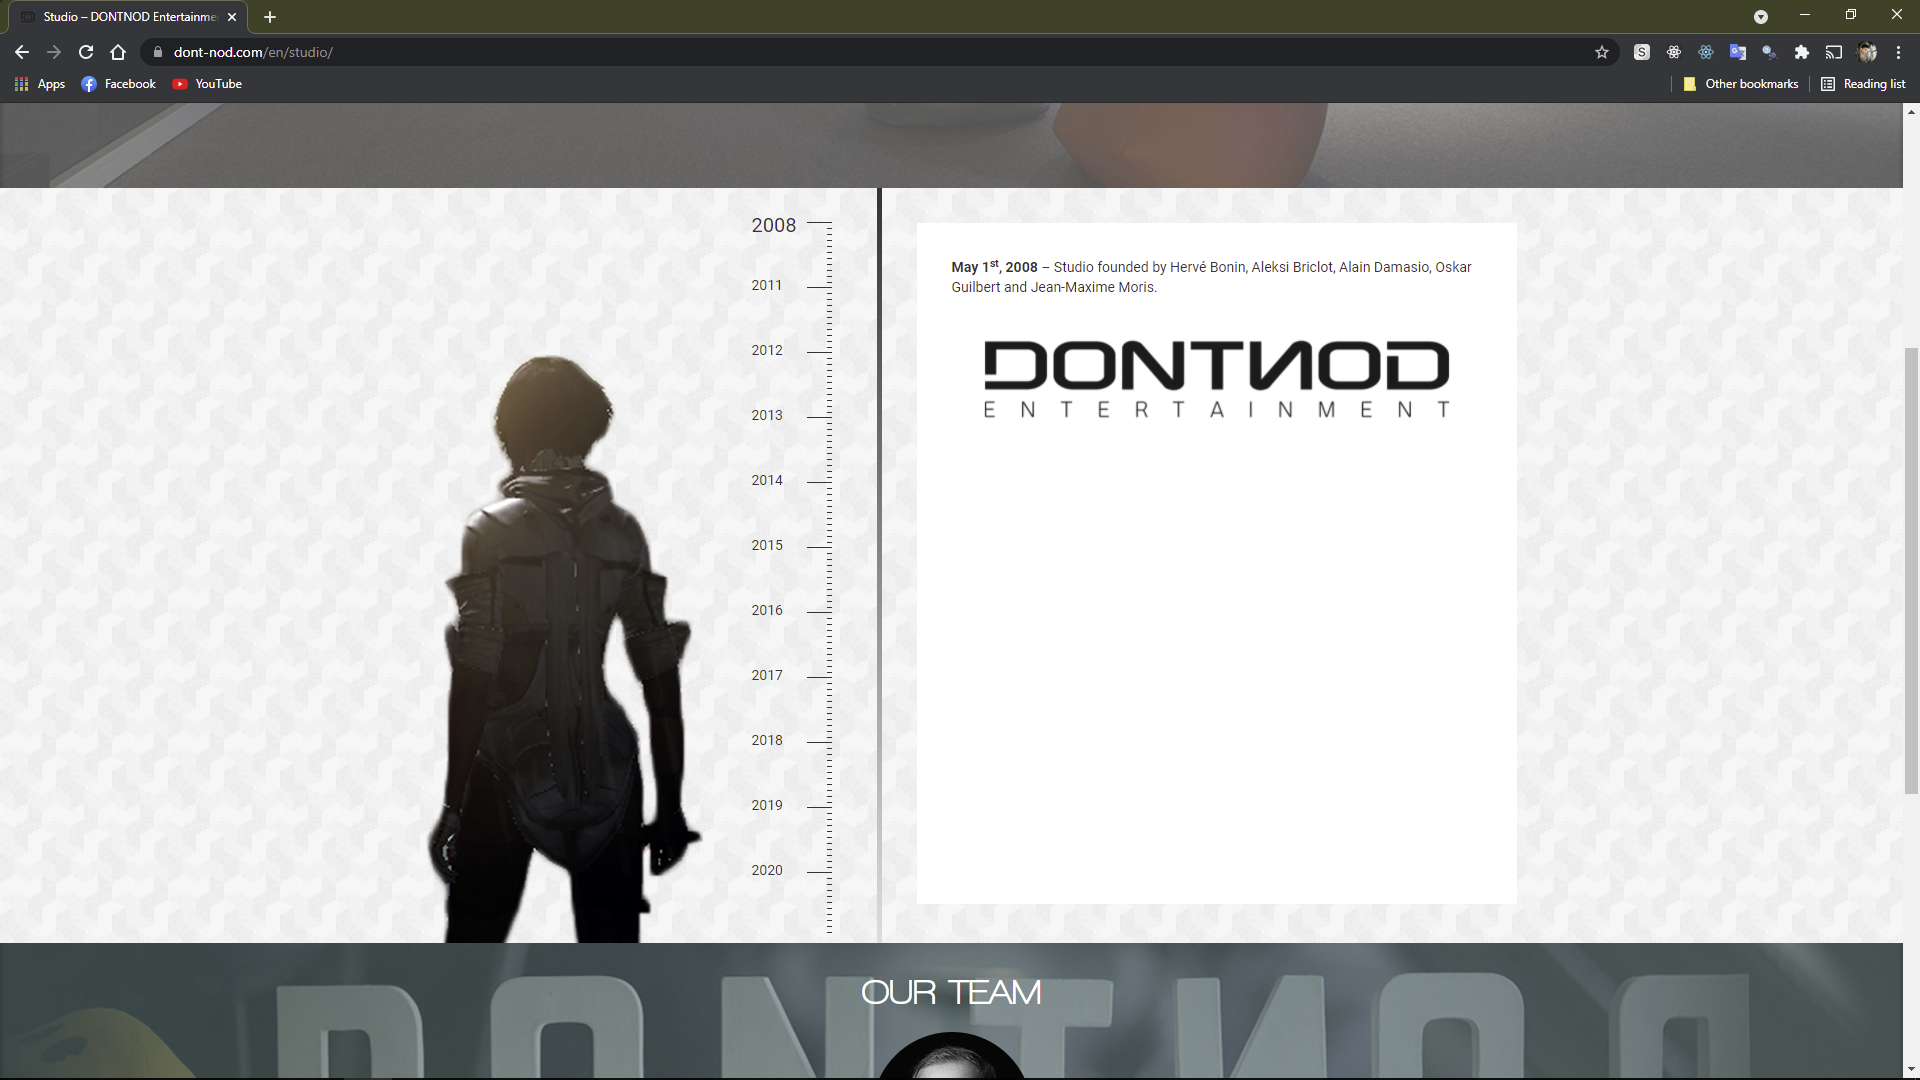 Studio – DONTNOD Entertainme
dont-nod.com/en/studio/
Apps
Facebook
YouTube
Other bookmarks
Reading list
2008
2011
2012
2013
2014
2015
2016
2017
2018
2019
2020
May 1st, 2008 – Studio founded by Hervé Bonin, Aleksi Briclot, Alain Damasio, Oskar
Guilbert and Jean-Maxime Moris.
DONTNOD
ENTERTAINMENT
OUR TEAM
DONTNOD